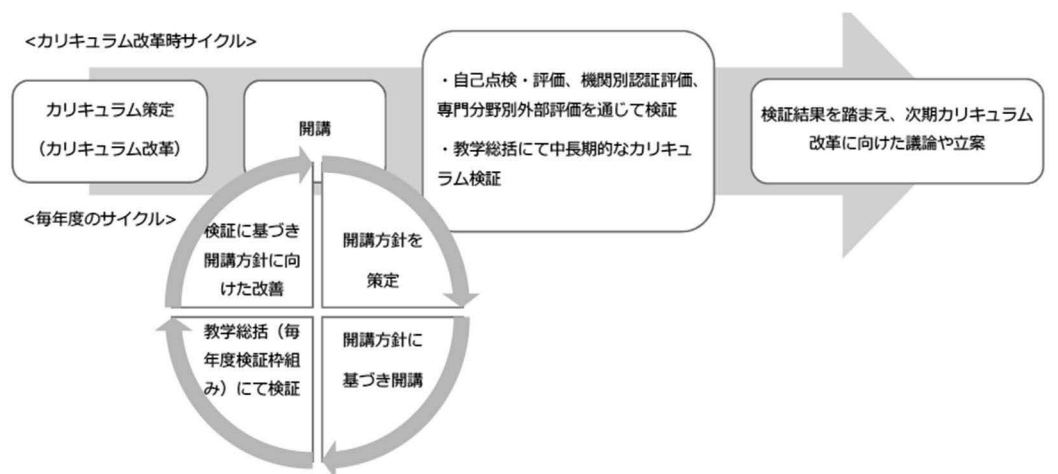 <カリキュラム改革時サイクル>
カリキュラム策定
（カリキュラム改革）
開講
・自己点検・評価、機関別認証評価、
専門分野別外部評価を通じて検証
・教学総括にて中長期的なカリキュ
ラム検証
検証結果を踏まえ、次期カリキュラム
改革に向けた議論や立案
<毎年度のサイクル>
検証に基づき
開講方針に向
けた改善
開講方針を
策定
教学総括（毎
年度検証枠組
み）にて検証
開講方針に
基づき開講